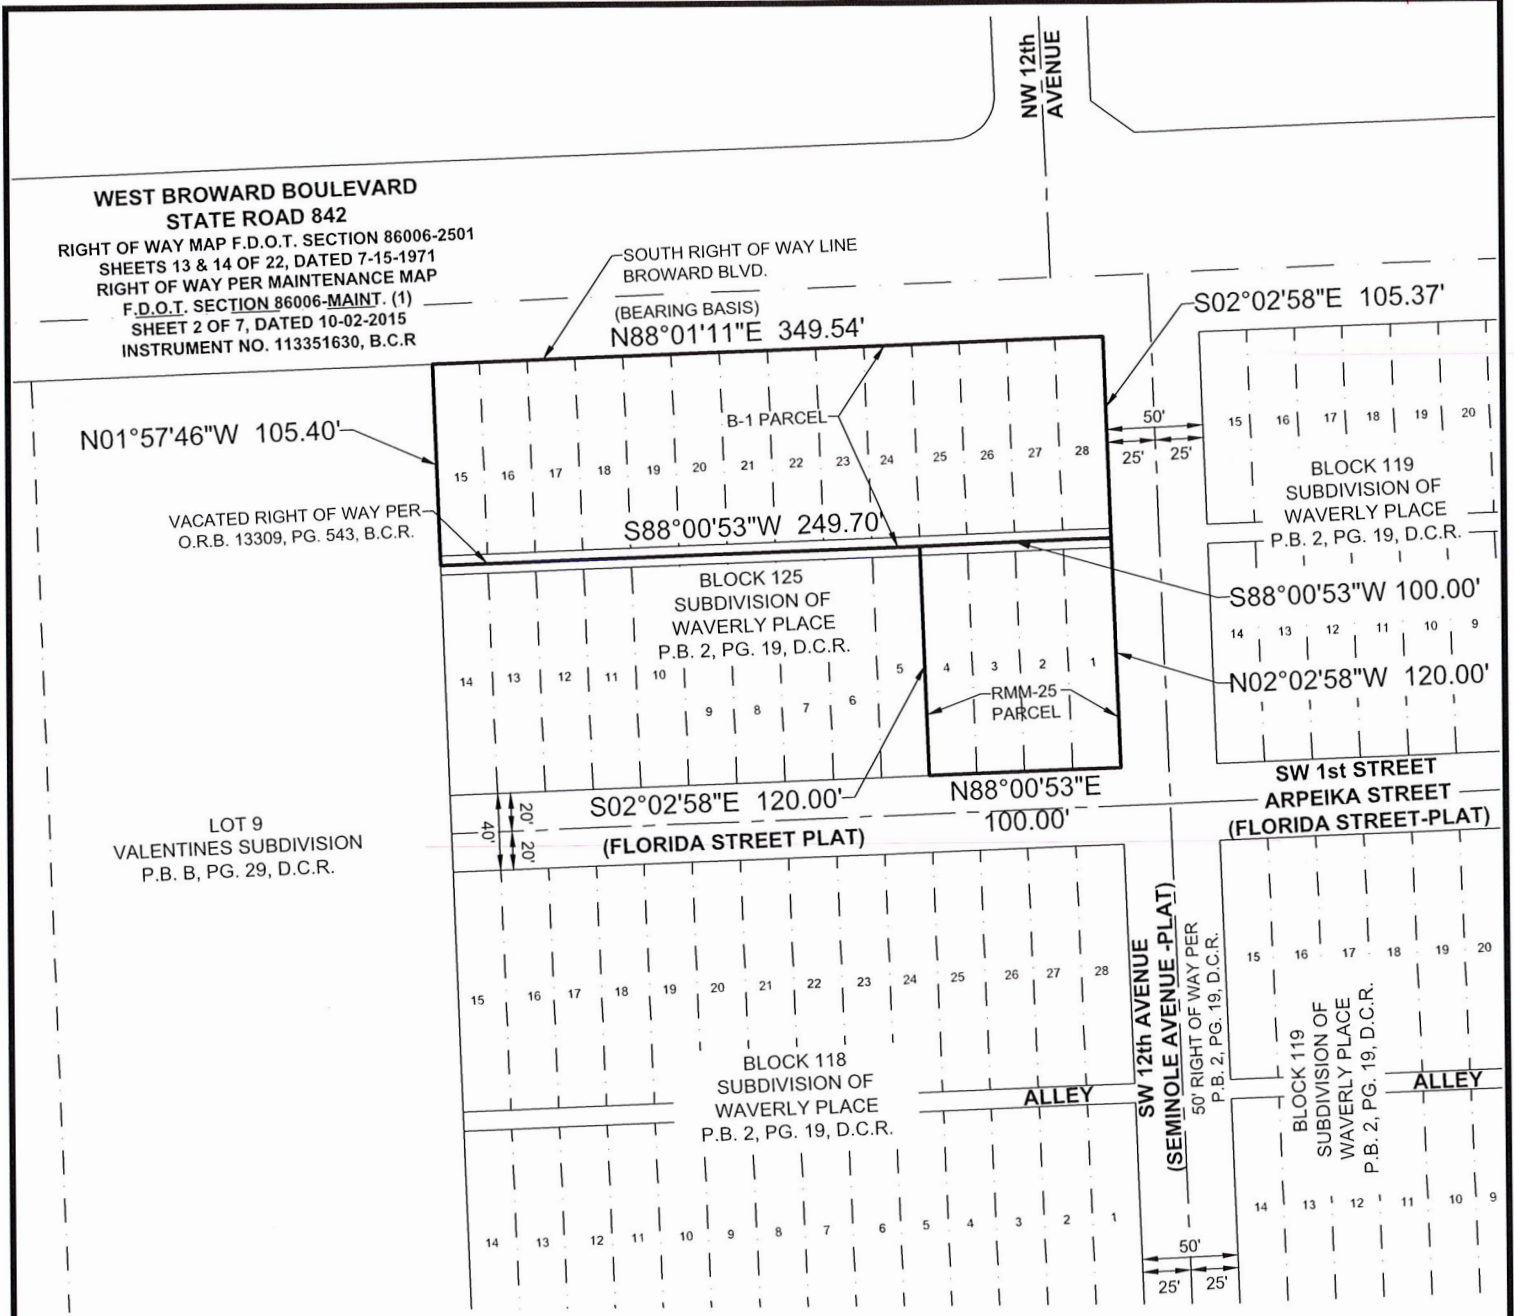 NW 12th
AVENUE
WEST BROWARD BOULEVARD
STATE ROAD 842
RIGHT OF WAY MAP F.D.O.T. SECTION 86006-2501
SHEETS 13 & 14 OF 22, DATED 7-15-1971
RIGHT OF WAY PER MAINTENANCE MAP
F.D.O.T. SECTION 86006-MAINT. (1)
SHEET 2 OF 7, DATED 10-02-2015
INSTRUMENT NO. 113351630, B.C.R
SOUTH RIGHT OF WAY LINE
BROWARD BLVD.
(BEARING BASIS)
N88°01'11"E 349.54'
S02°02'58"E 105.37'
N01°57'46"W 105.40'
B-1 PARCEL
50'
25' 25'
15 16 17 18 19 20 21 22 23 24 25 26 27 28
15 16 17 18 19 20
BLOCK 119
SUBDIVISION OF
WAVERLY PLACE
P.B. 2, PG. 19, D.C.R.
VACATED RIGHT OF WAY PER
O.R.B. 13309, PG. 543, B.C.R.
S88°00'53"W 249.70'
BLOCK 125
SUBDIVISION OF
WAVERLY PLACE
P.B. 2, PG. 19, D.C.R.
S88°00'53"W 100.00'
14 13 12 11 10 9
N02°02'58"W 120.00'
14 13 12 11 10 9 8 7 6 5 4 3 2 1
RMM-25
PARCEL
S02°02'58"E 120.00'
N88°00'53"E
100.00'
SW 1st STREET
ARPEIKA STREET
(FLORIDA STREET-PLAT)
40'
20'
20'
(FLORIDA STREET PLAT)
LOT 9
VALENTINES SUBDIVISION
P.B. B, PG. 29, D.C.R.
15 16 17 18 19 20 21 22 23 24 25 26 27 28
SW 12th AVENUE
(SEMINOLE AVENUE -PLAT)
50' RIGHT OF WAY PER
P.B. 2, PG. 19, D.C.R.
15 16 17 18 19 20
BLOCK 119
SUBDIVISION OF
WAVERLY PLACE
P.B. 2, PG. 19, D.C.R.
ALLEY
BLOCK 118
SUBDIVISION OF
WAVERLY PLACE
P.B. 2, PG. 19, D.C.R.
ALLEY
14 13 12 11 10 9 8 7 6 5 4 3 2 1
14 13 12 11 10 9
50'
25' 25'